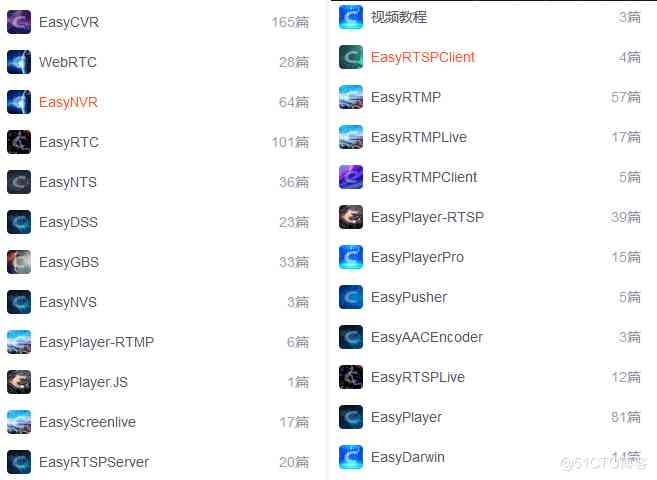 EasyCVR 165篇
WebRTC 28篇
EasyNVR 64篇
EasyRTC 101篇
EasyNTS 36篇
EasyDSS 23篇
EasyGBS 33篇
EasyNVS 3篇
EasyPlayer-RTMP 6篇
EasyPlayer.JS 1篇
EasyScreenlive 17篇
EasyRTSPServer 20篇
视频教程 3篇
EasyRTSPClient 4篇
EasyRTMP 57篇
EasyRTMPLive 17篇
EasyRTMPClient 5篇
EasyPlayer-RTSP 39篇
EasyPlayerPro 15篇
EasyPusher 5篇
EasyAACEncoder 3篇
EasyRTSPLive 12篇
EasyPlayer 81篇
EasyDarwin 14篇
@51CTO博客